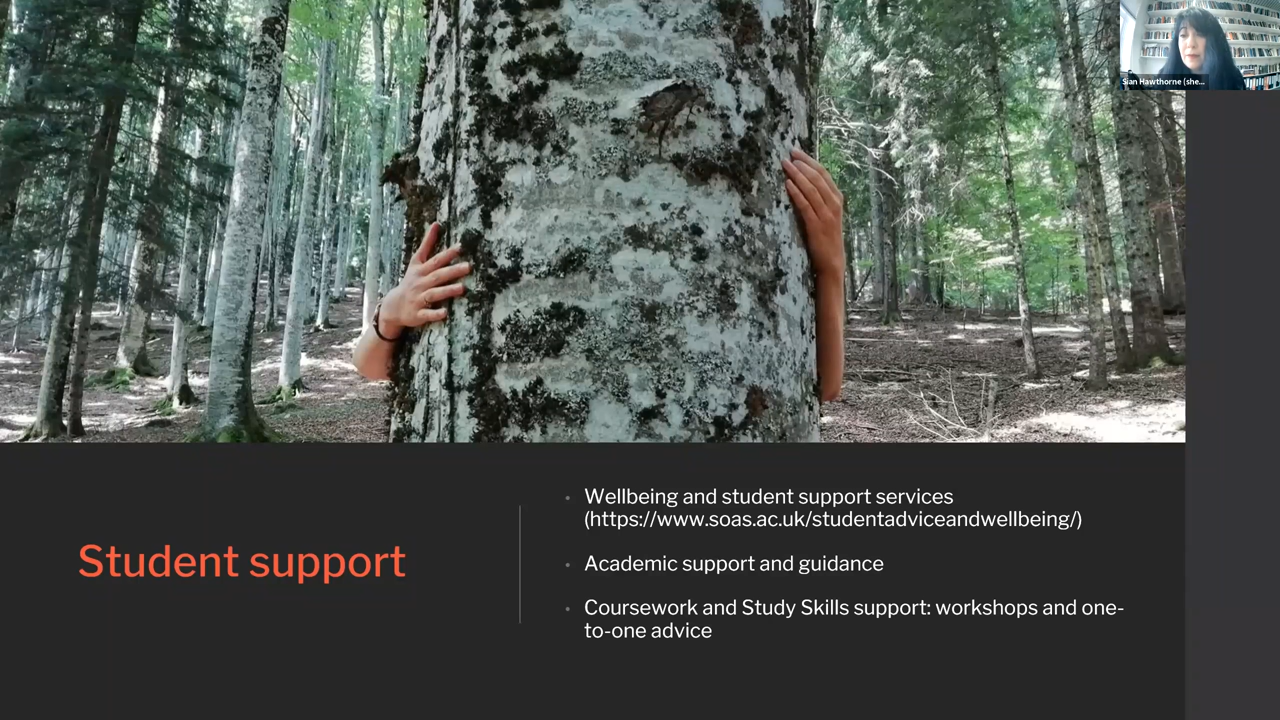 Sian Hawthorne (she...
Student support
Wellbeing and student support services
(https://www.soas.ac.uk/studentadviceandwellbeing/)
Academic support and guidance
Coursework and Study Skills support: workshops and one-
to-one advice